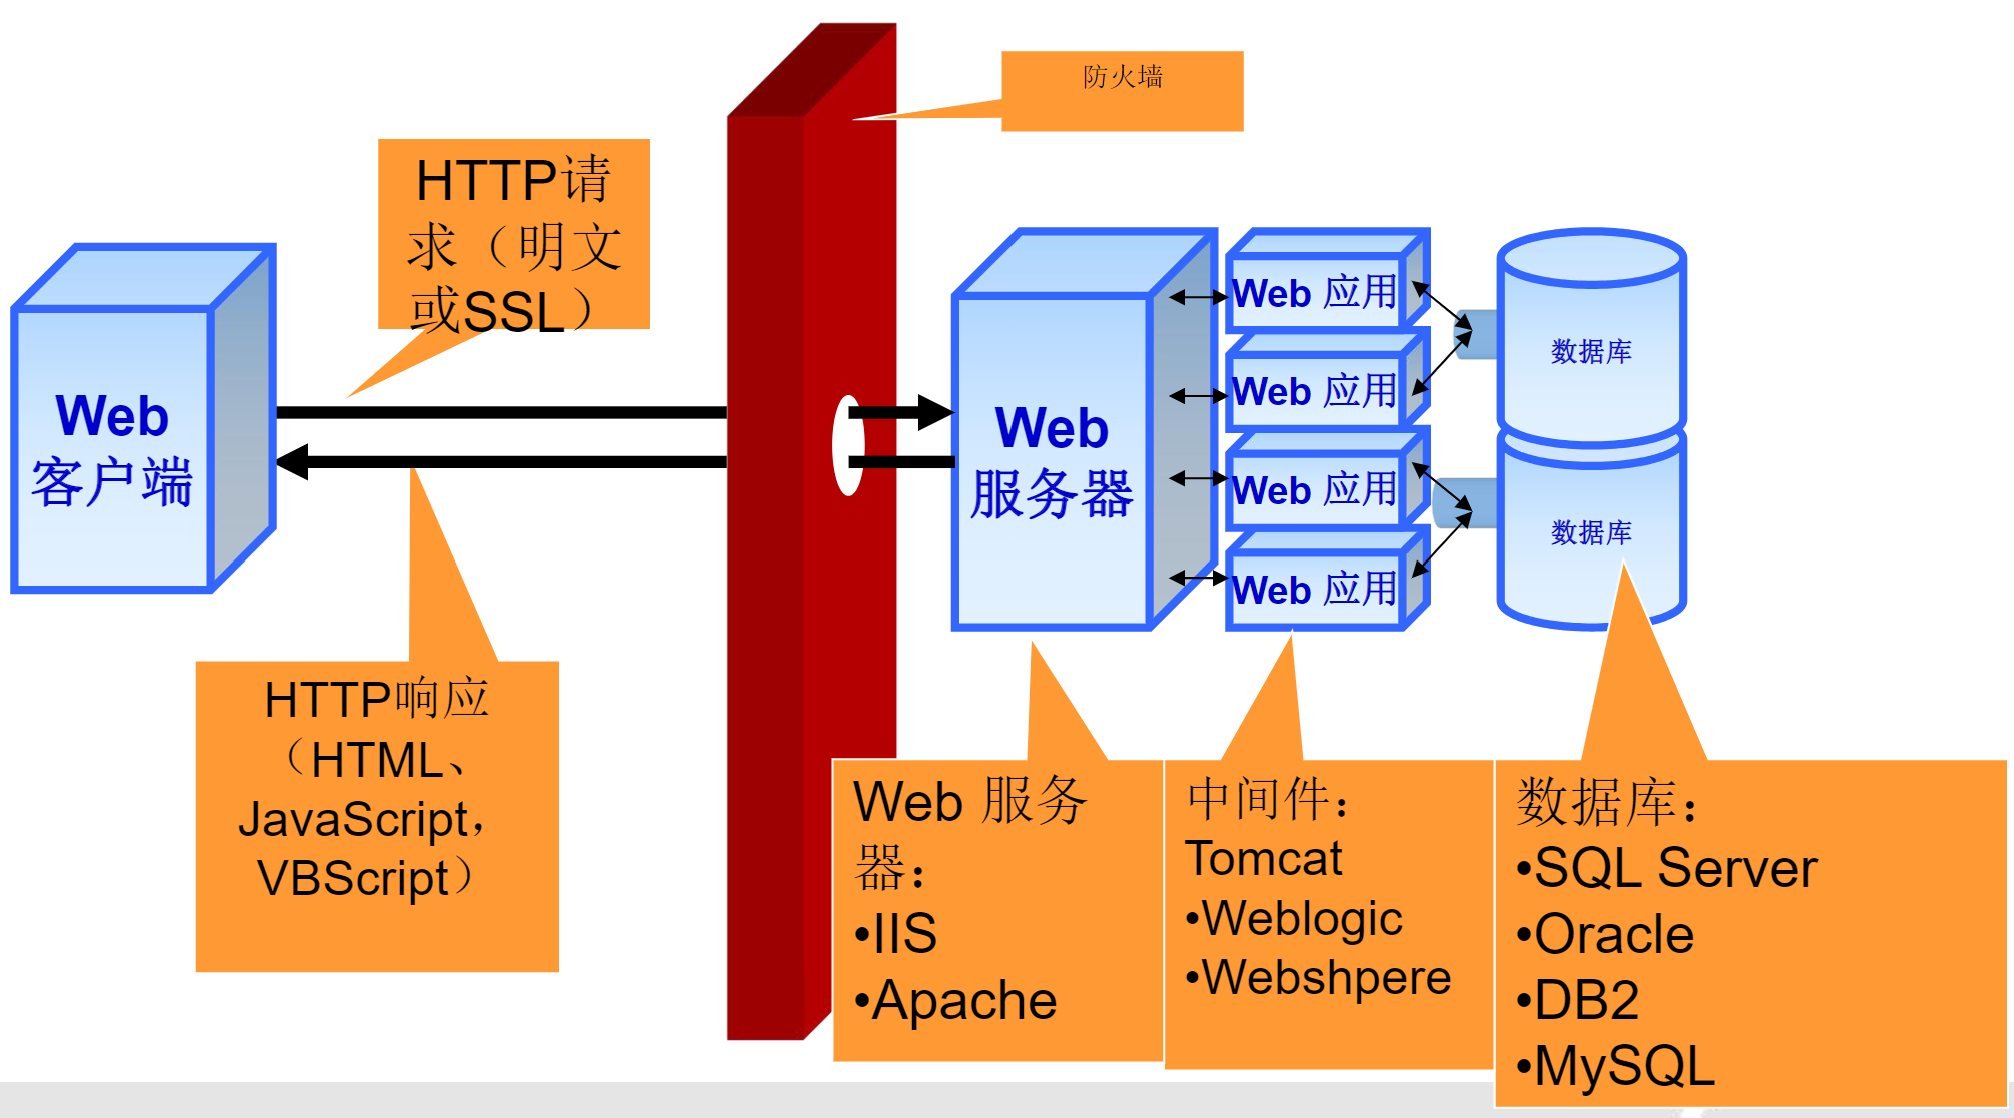 防火墙
HTTP请
求（明文
或SSL）
Web
客户端
Web
服务器
Web 应用
Web 应用
Web 应用
Web 应用
数据库
数据库
HTTP响应
（HTML、
JavaScript，
VBScript）
Web 服务
器：
•IIS
•Apache
中间件：
Tomcat
•Weblogic
•Webshpere
数据库：
•SQL Server
•Oracle
•DB2
•MySQL